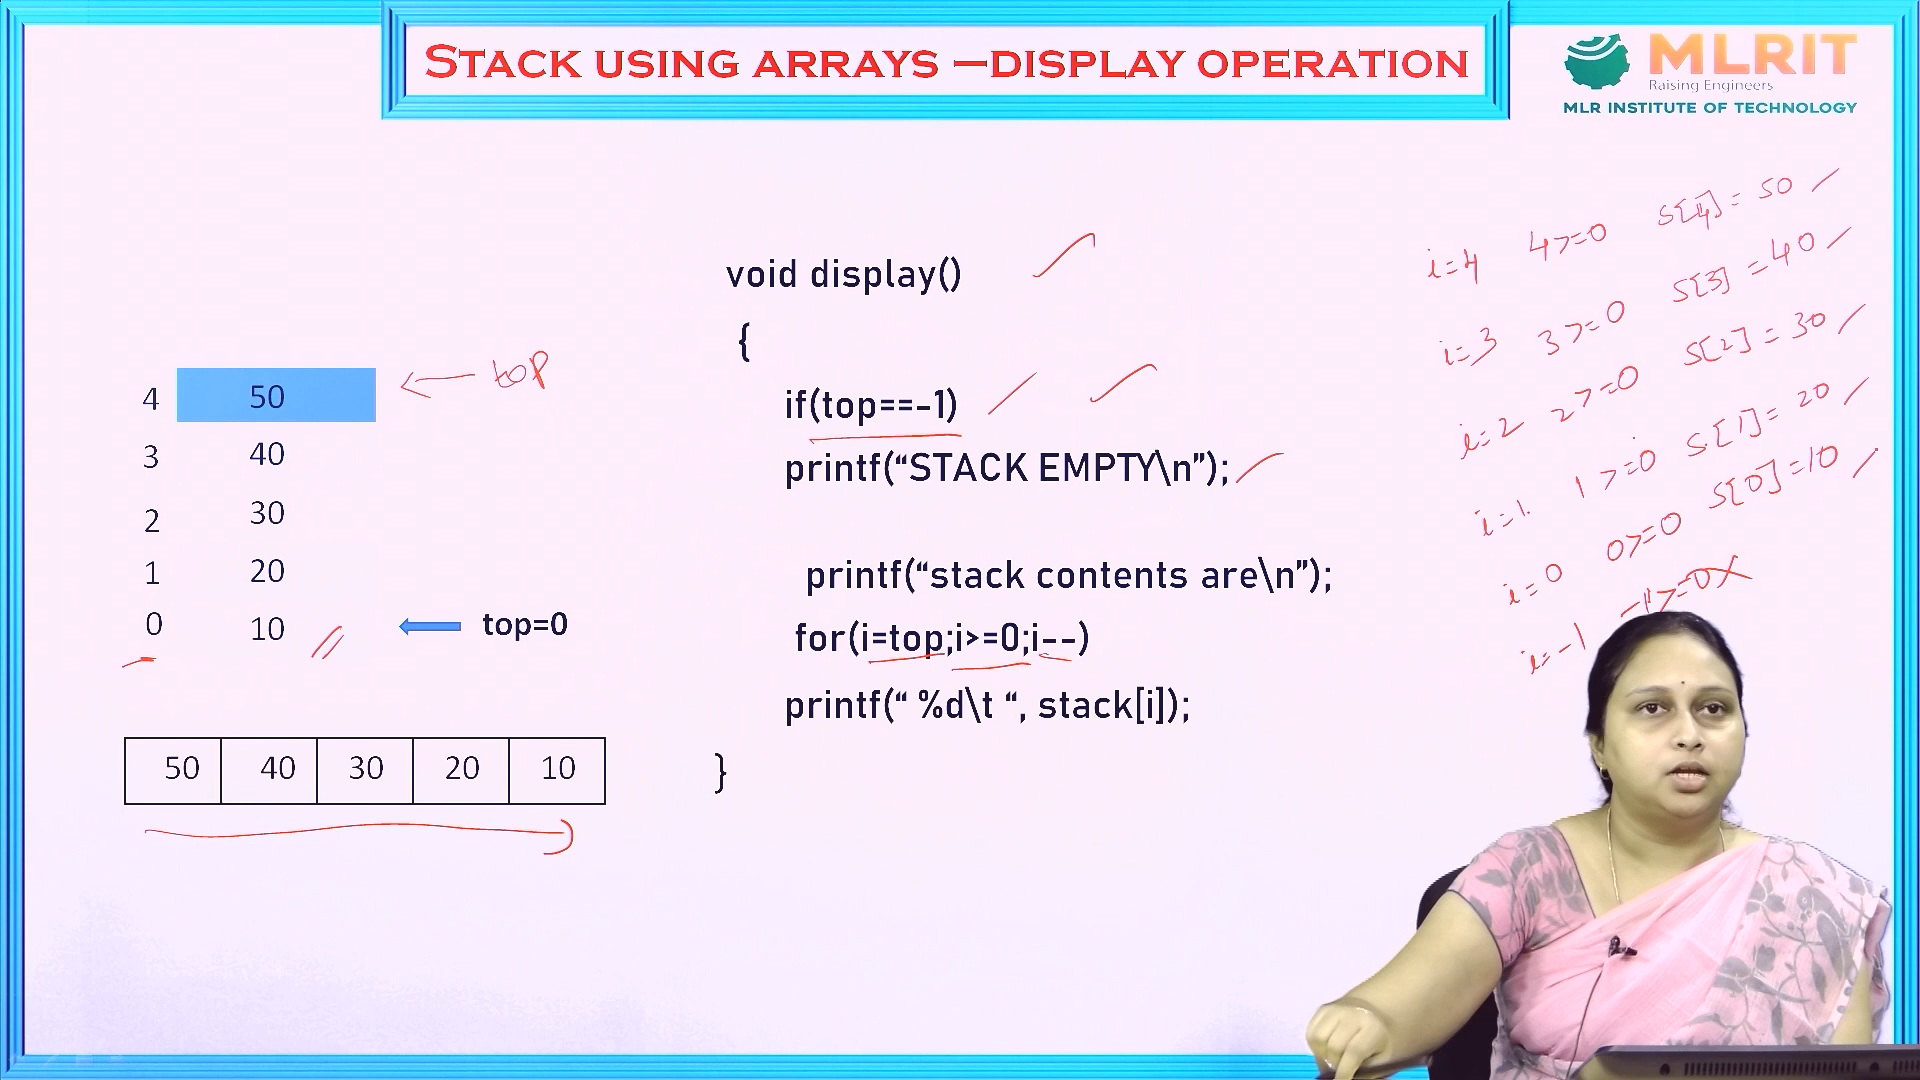 STACK USING ARRAYS –DISPLAY OPERATION
MLRIT
Raising Engineers
MLR INSTITUTE OF TECHNOLOGY
4 50
3 40
2 30
1 20
0 10
top
top=0
50 40 30 20 10
void display()
{
if(top==-1)
printf(“STACK EMPTY\n”);
printf(“stack contents are\n”);
for(i=top;i>=0;i--)
printf(“ %d\t “, stack[i]);
}
i=4 4>=0 S[4]=50
i=3 3>=0 S[3]=40
i=2 2>=0 S[2]=30
i=1 1>=0 S[1]=20
i=0 0>=0 S[0]=10
i=-1 -1>=0